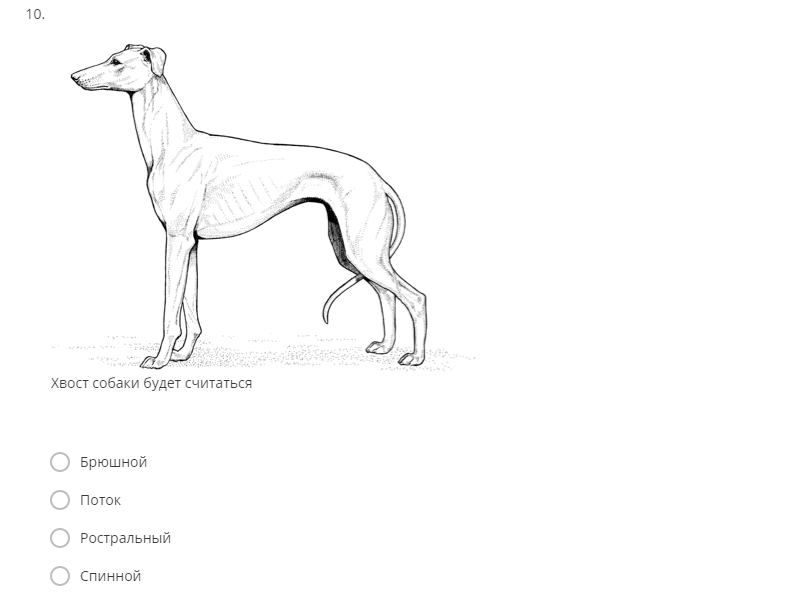 10.
Хвост собаки будет считаться
Брюшной
Поток
Ростральный
Спинной